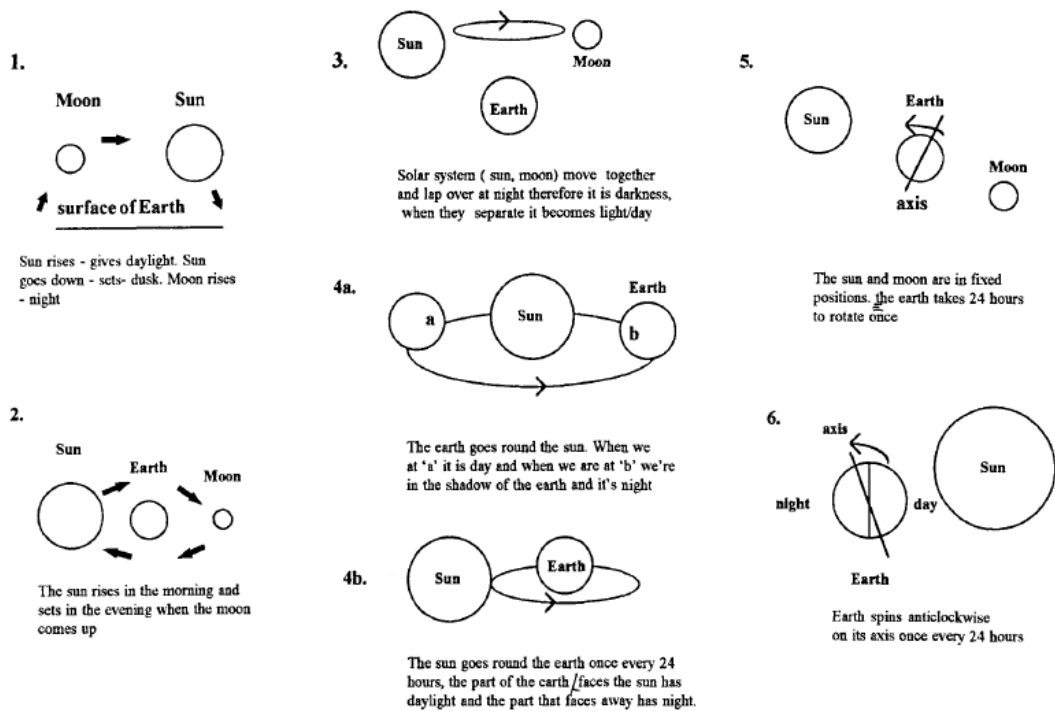 1.
Moon Sun
surface of Earth
Sun rises - gives daylight. Sun
goes down - sets- dusk. Moon rises
- night
2.
Sun
Earth
Moon
The sun rises in the morning and
sets in the evening when the moon
comes up
3.
Sun
Moon
Earth
Solar system ( sun, moon) move together
and lap over at night therefore it is darkness,
when they separate it becomes light/day
4a.
Earth
a Sun b
The earth goes round the sun. When we
at 'a' it is day and when we are at 'b' we're
in the shadow of the earth and it's night
4b.
Sun Earth
The sun goes round the earth once every 24
hours, the part of the earth / faces the sun has
daylight and the part that faces away has night.
5.
Earth
Sun
Moon
axis
The sun and moon are in fixed
positions. the earth takes 24 hours
to rotate once
6.
axis
Sun
night day
Earth
Earth spins anticlockwise
on its axis once every 24 hours